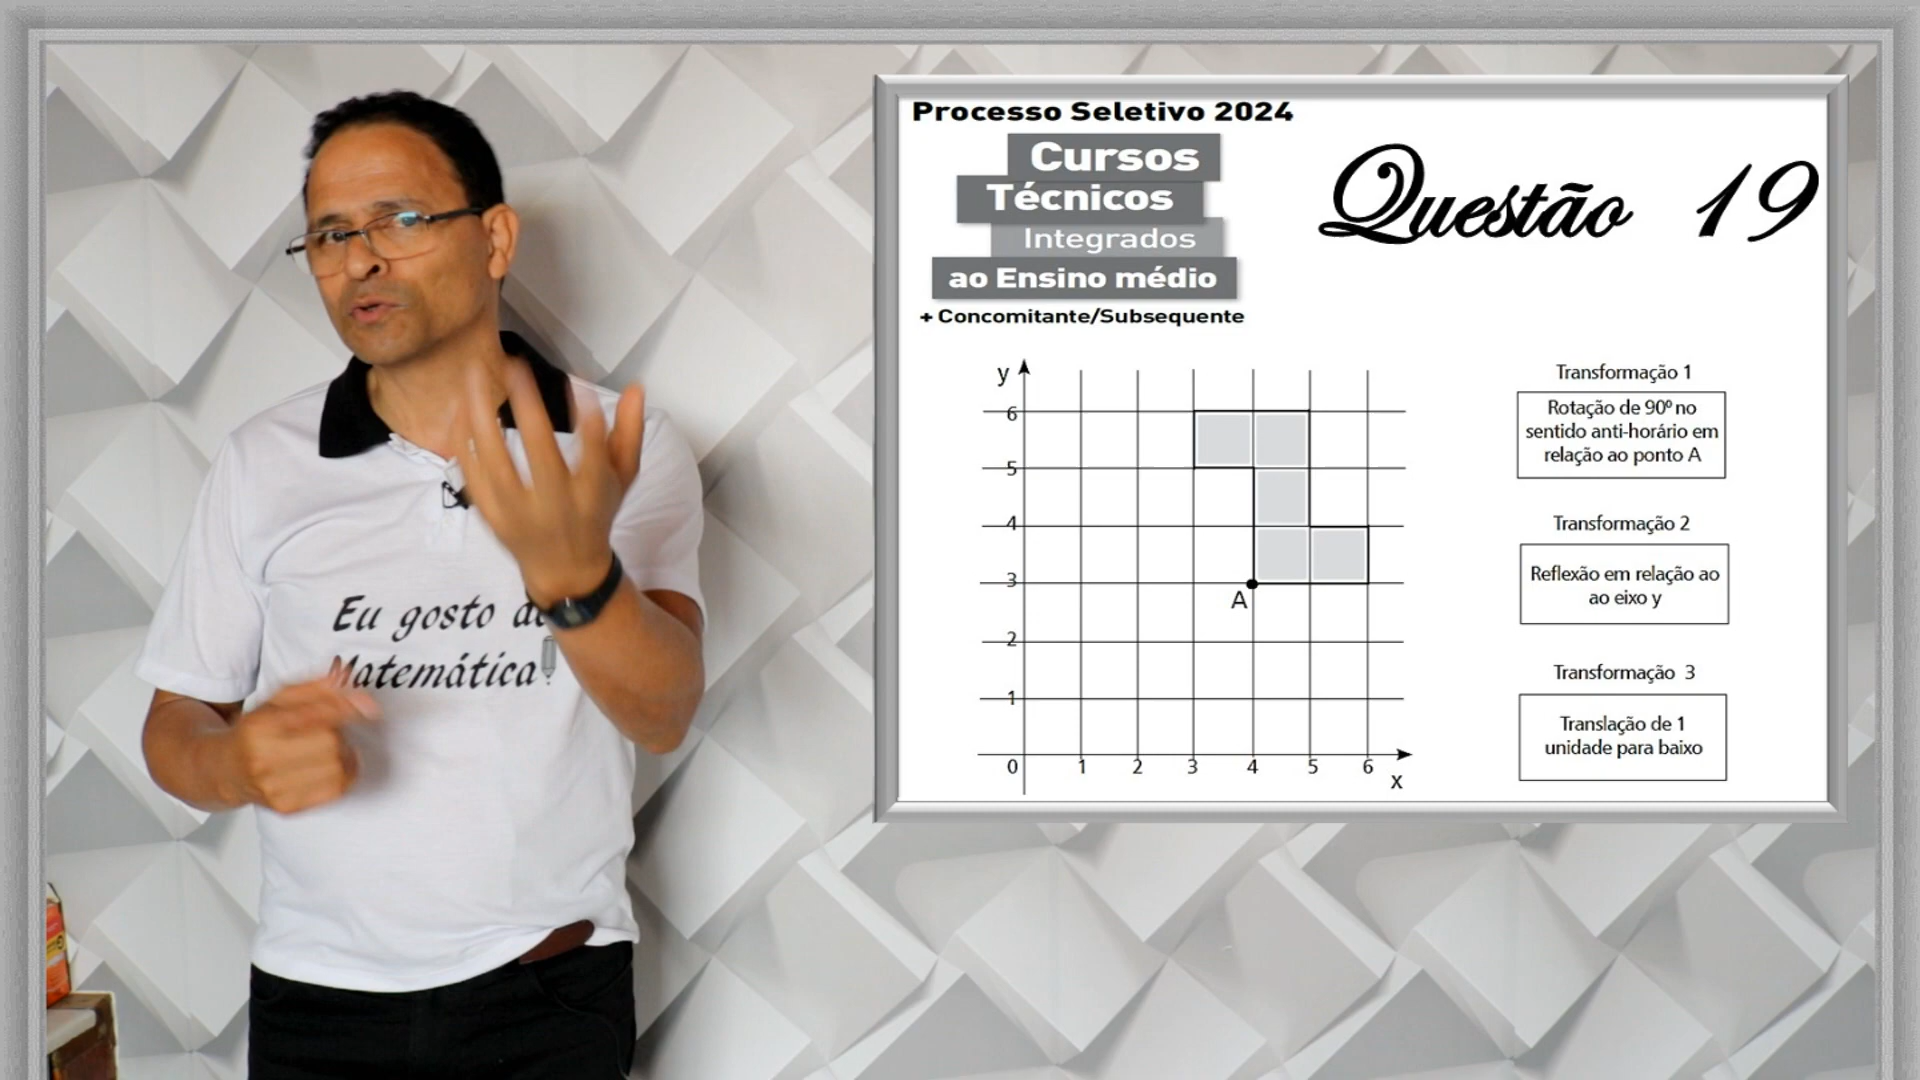 Processo Seletivo 2024
Cursos
Técnicos
Integrados
ao Ensino médio
+ Concomitante/Subsequente
Questão 19
y
6
5
4
3
2
1
0 1 2 3 4 5 6
x
A
Transformação 1
Rotação de 90º no
sentido anti-horário em
relação ao ponto A
Transformação 2
Reflexão em relação ao
ao eixo y
Transformação 3
Translação de 1
unidade para baixo
Eu gosto de
Matemática